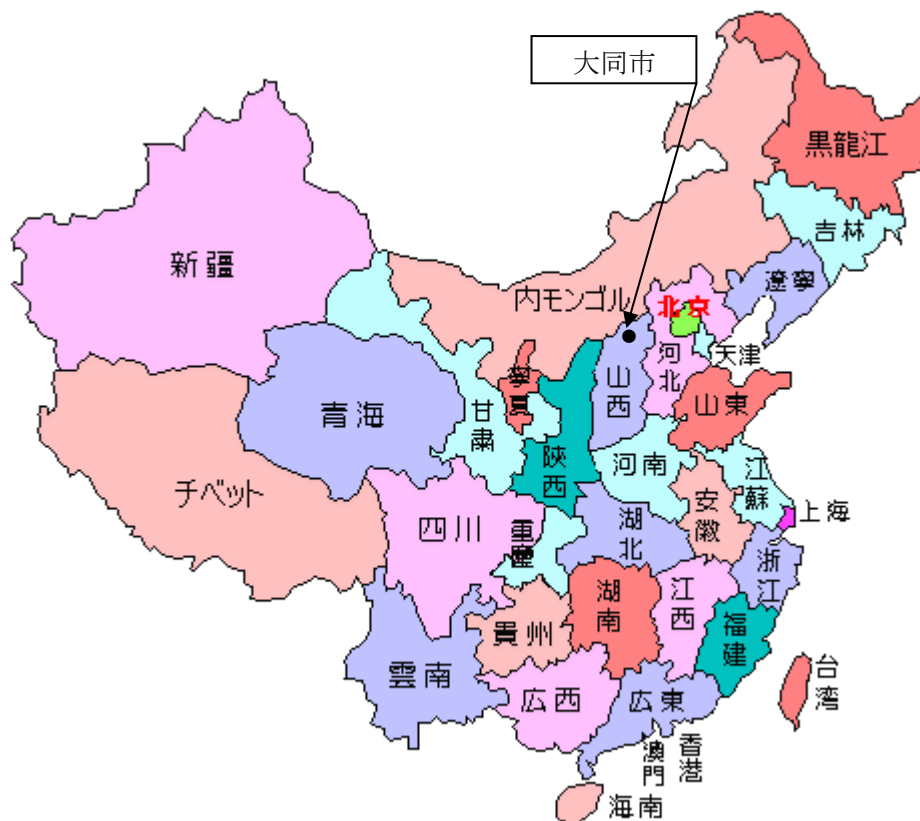 大同市
黒龍江
吉林
遼寧
新疆
内モンゴル
北京
天津
河北
山西
寧夏
山東
甘粛
青海
陝西
河南
江蘇
チベット
安徽
上海
四川
重慶
湖北
浙江
湖南
江西
貴州
福建
雲南
広西
広東
台湾
香港
澳門
海南